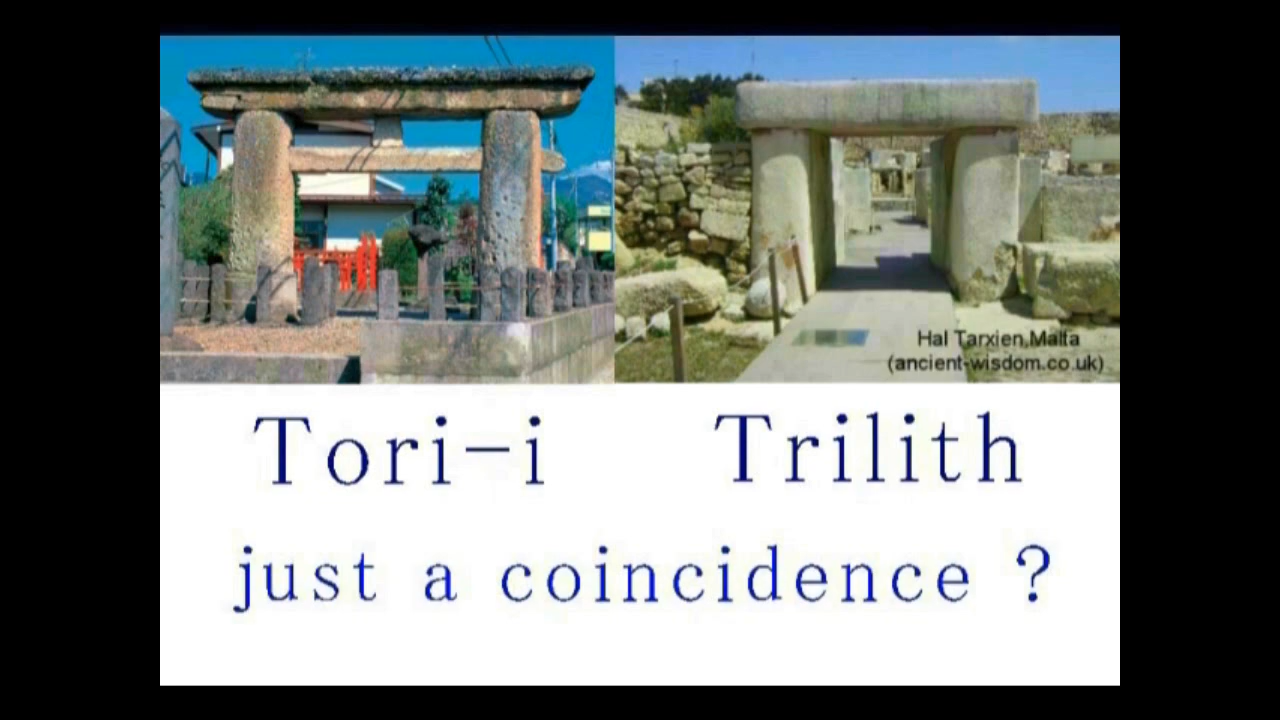 Hal Tarxien,Malta
(ancient-wisdom.co.uk)
Tori-i Trilith
just a coincidence ?